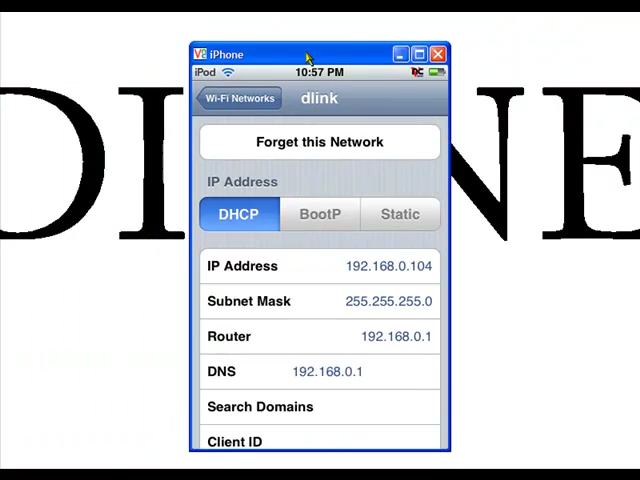 VNC iPhone
iPod 10:57 PM
Wi-Fi Networks dlink
Forget this Network
IP Address
DHCP BootP Static
IP Address 192.168.0.104
Subnet Mask 255.255.255.0
Router 192.168.0.1
DNS 192.168.0.1
Search Domains
Client ID